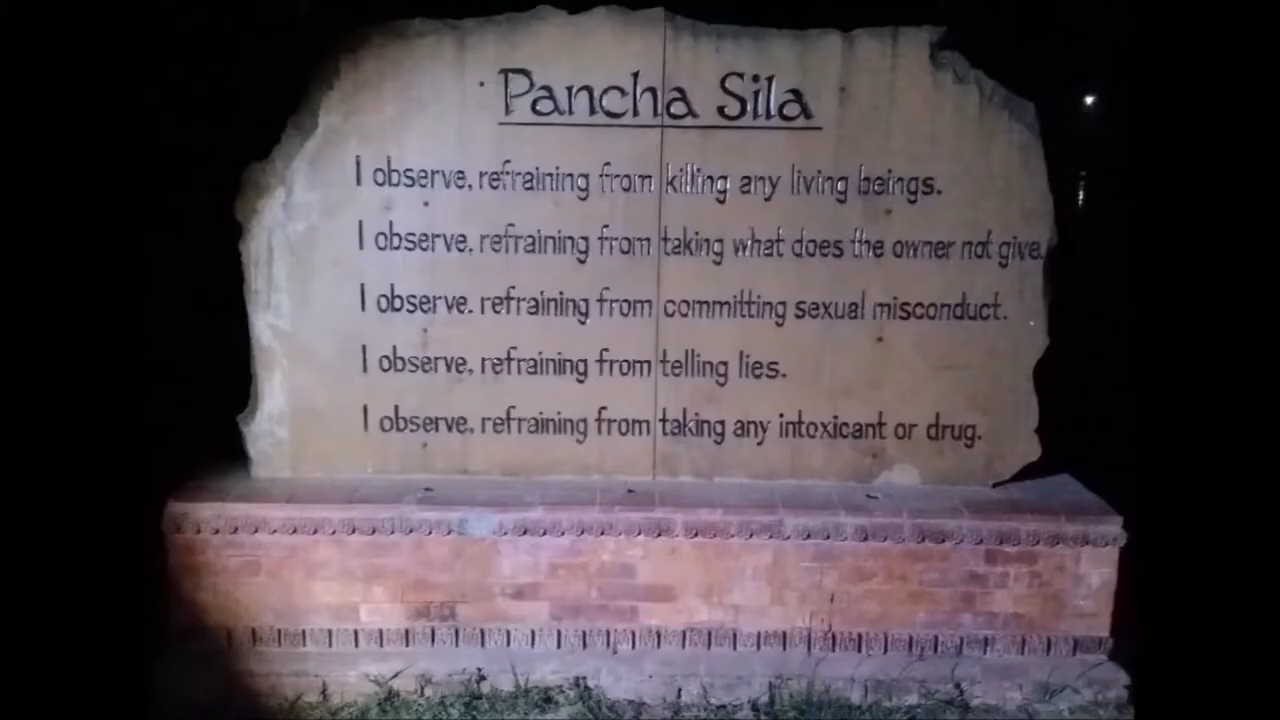 Pancha Sila
I observe, refraining from killing any living beings.
I observe, refraining from taking what does the owner not give.
I observe. refraining from committing sexual misconduct.
I observe, refraining from telling lies.
I observe, refraining from taking any intoxicant or drug.